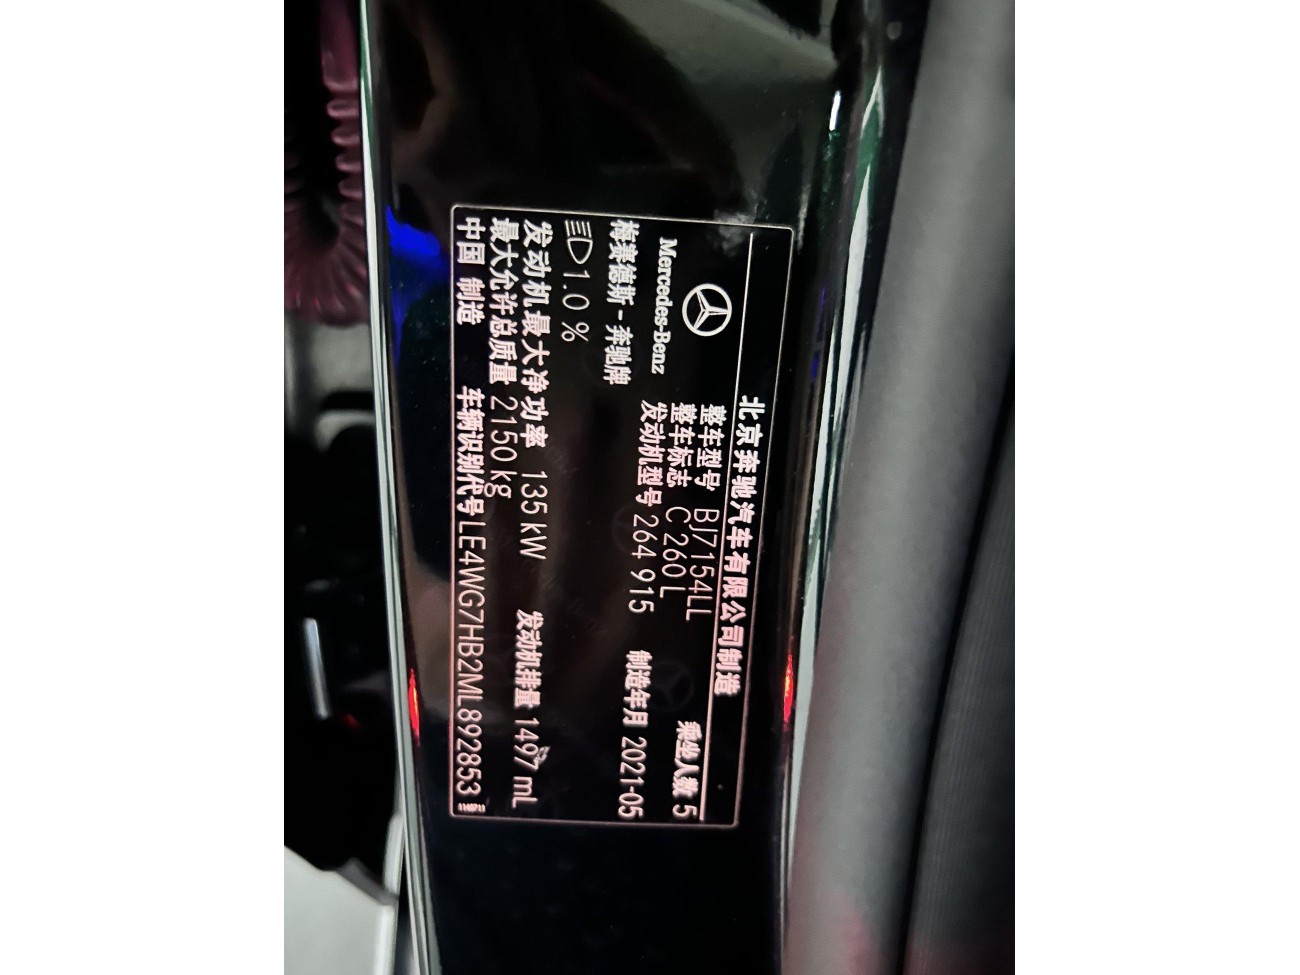 北京奔驰汽车有限公司制造
整车型号 BJ7154LL
乘坐人数 5
整车标志 C 260 L
Mercedes-Benz
发动机型号 264 915
制造年月 2021-05
梅赛德斯-奔驰牌
1.0 %
发动机最大净功率 135 kW
发动机排量 1497 mL
最大允许总质量 2150 kg
中国 制造
车辆识别代号 LE4WG7HB2ML892853